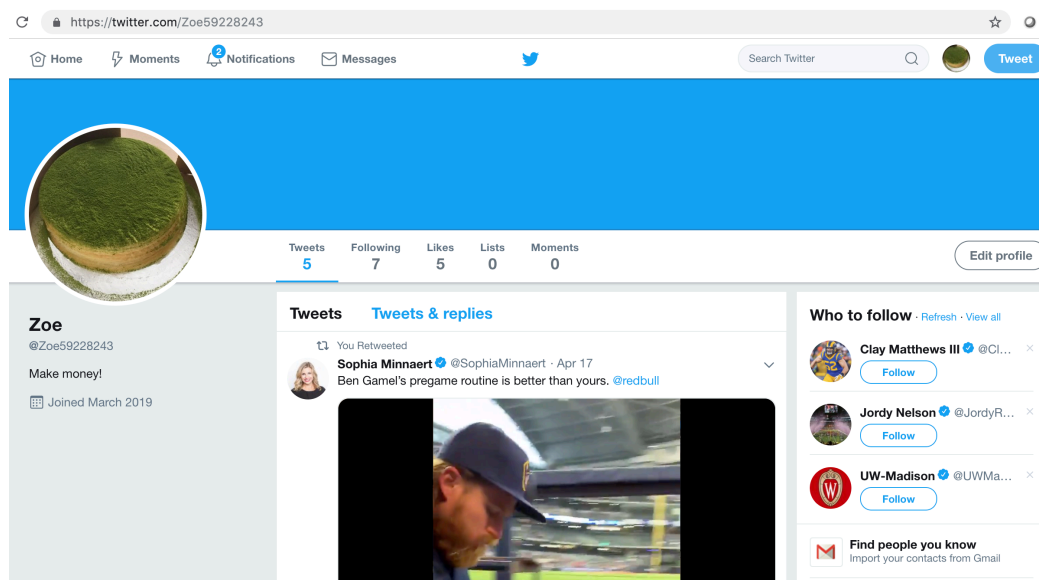 https://twitter.com/Zoe59228243
Home Moments 2 Notifications Messages Search Twitter Tweet
Tweets Following Likes Lists Moments
5 7 5 0 0
Edit profile
Zoe
@Zoe59228243
Make money!
Joined March 2019
Tweets Tweets & replies
You Retweeted
Sophia Minnaert @SophiaMinnaert · Apr 17
Ben Gamel's pregame routine is better than yours. @redbull
Who to follow · Refresh · View all
Clay Matthews III @Cl...
Follow
Jordy Nelson @JordyR...
Follow
UW-Madison @UWMa...
Follow
Find people you know
Import your contacts from Gmail